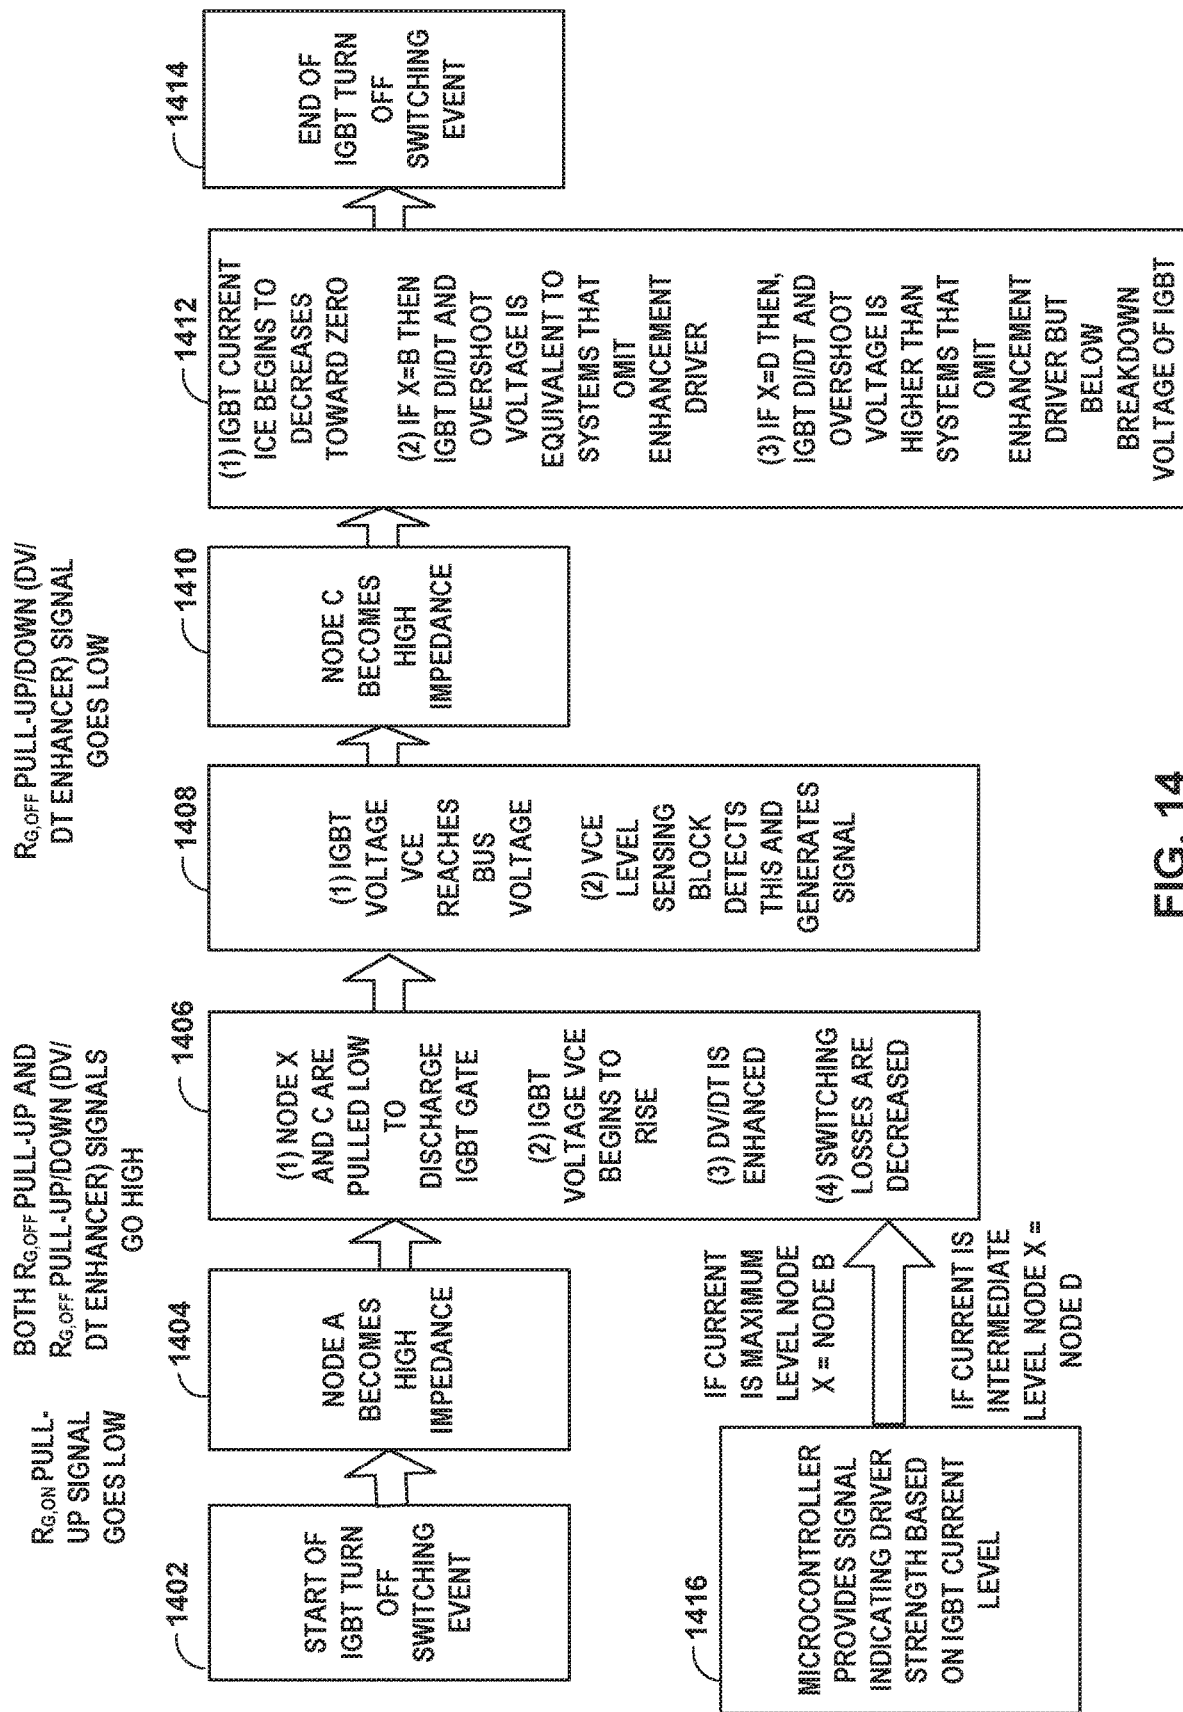 R_G,ON PULL-
UP SIGNAL
GOES LOW
BOTH R_G,OFF PULL-UP AND
R_G,OFF PULL-UP/DOWN (DV/
DT ENHANCER) SIGNALS
GO HIGH
R_G,OFF PULL-UP/DOWN (DV/
DT ENHANCER) SIGNAL
GOES LOW
1402
START OF
IGBT TURN
OFF
SWITCHING
EVENT
1404
NODE A
BECOMES
HIGH
IMPEDANCE
1406
(1) NODE X
AND C ARE
PULLED LOW
TO
DISCHARGE
IGBT GATE
(2) IGBT
VOLTAGE VCE
BEGINS TO
RISE
(3) DV/DT IS
ENHANCED
(4) SWITCHING
LOSSES ARE
DECREASED
1408
(1) IGBT
VOLTAGE
VCE
REACHES
BUS
VOLTAGE
(2) VCE
LEVEL
SENSING
BLOCK
DETECTS
THIS AND
GENERATES
SIGNAL
1410
NODE C
BECOMES
HIGH
IMPEDANCE
1412
(1) IGBT CURRENT
ICE BEGINS TO
DECREASES
TOWARD ZERO
(2) IF X=B THEN
IGBT DI/DT AND
OVERSHOOT
VOLTAGE IS
EQUIVALENT TO
SYSTEMS THAT
OMIT
ENHANCEMENT
DRIVER
(3) IF X=D THEN,
IGBT DI/DT AND
OVERSHOOT
VOLTAGE IS
HIGHER THAN
SYSTEMS THAT
OMIT
ENHANCEMENT
DRIVER BUT
BELOW
BREAKDOWN
VOLTAGE OF IGBT
1414
END OF
IGBT TURN
OFF
SWITCHING
EVENT
1416
MICROCONTROLLER
PROVIDES SIGNAL
INDICATING DRIVER
STRENGTH BASED
ON IGBT CURRENT
LEVEL
IF CURRENT
IS MAXIMUM
LEVEL NODE
X = NODE B
IF CURRENT IS
INTERMEDIATE
LEVEL NODE X =
NODE D
FIG. 14